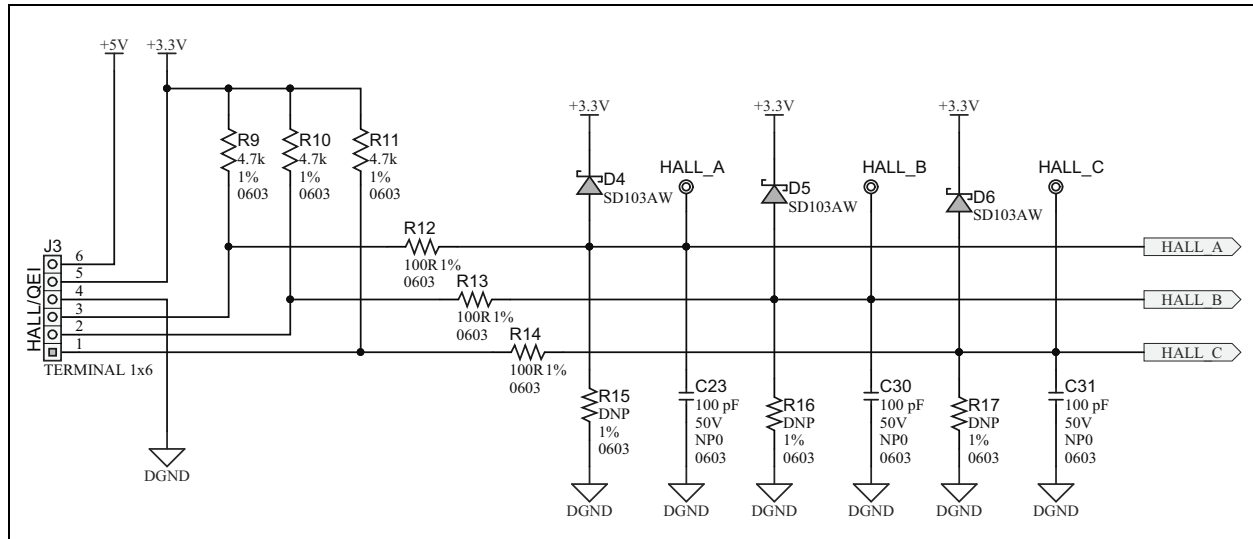 +5V
+3.3V
R9
4.7k
1%
0603
R10
4.7k
1%
0603
R11
4.7k
1%
0603
+3.3V
D4
SD103AW
HALL_A
+3.3V
D5
SD103AW
HALL_B
+3.3V
D6
SD103AW
HALL_C
J3
HALL/QEI
6
5
4
3
2
1
TERMINAL 1x6
DGND
R12
100R 1%
0603
R13
100R 1%
0603
R14
100R 1%
0603
HALL_A
HALL_B
HALL_C
R15
DNP
1%
0603
DGND
C23
100 pF
50V
NP0
0603
DGND
R16
DNP
1%
0603
DGND
C30
100 pF
50V
NP0
0603
DGND
R17
DNP
1%
0603
DGND
C31
100 pF
50V
NP0
0603
DGND